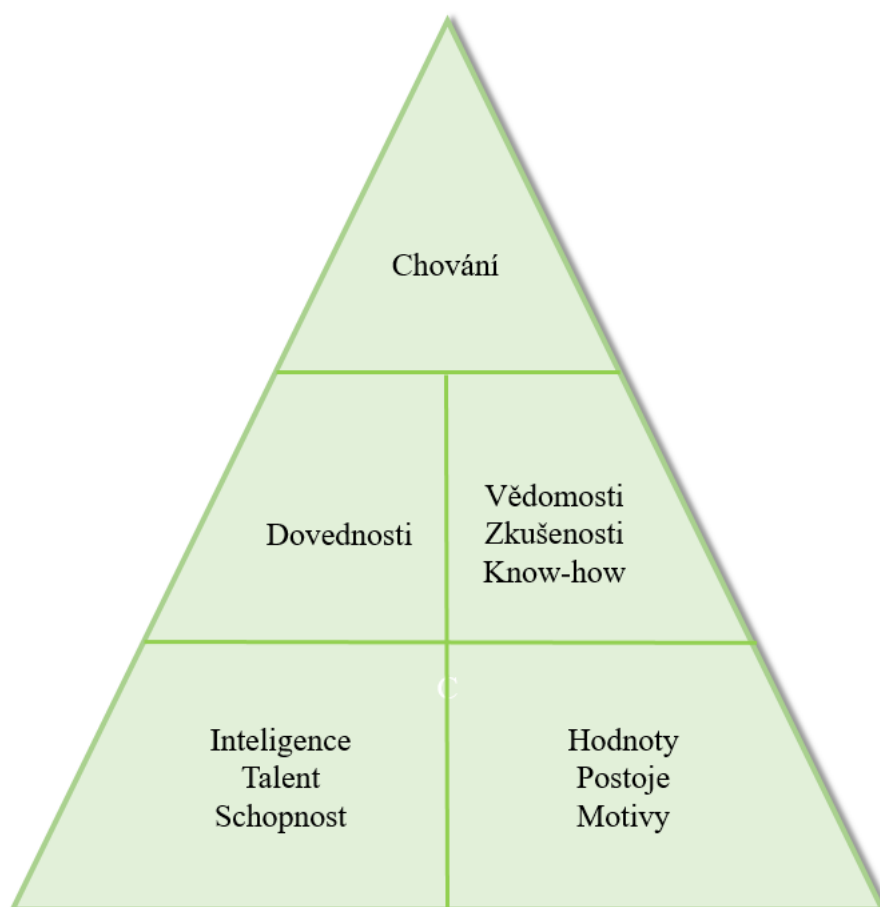 Chování
Dovednosti
Vědomosti
Zkušenosti
Know-how
C
Inteligence
Talent
Schopnost
Hodnoty
Postoje
Motivy